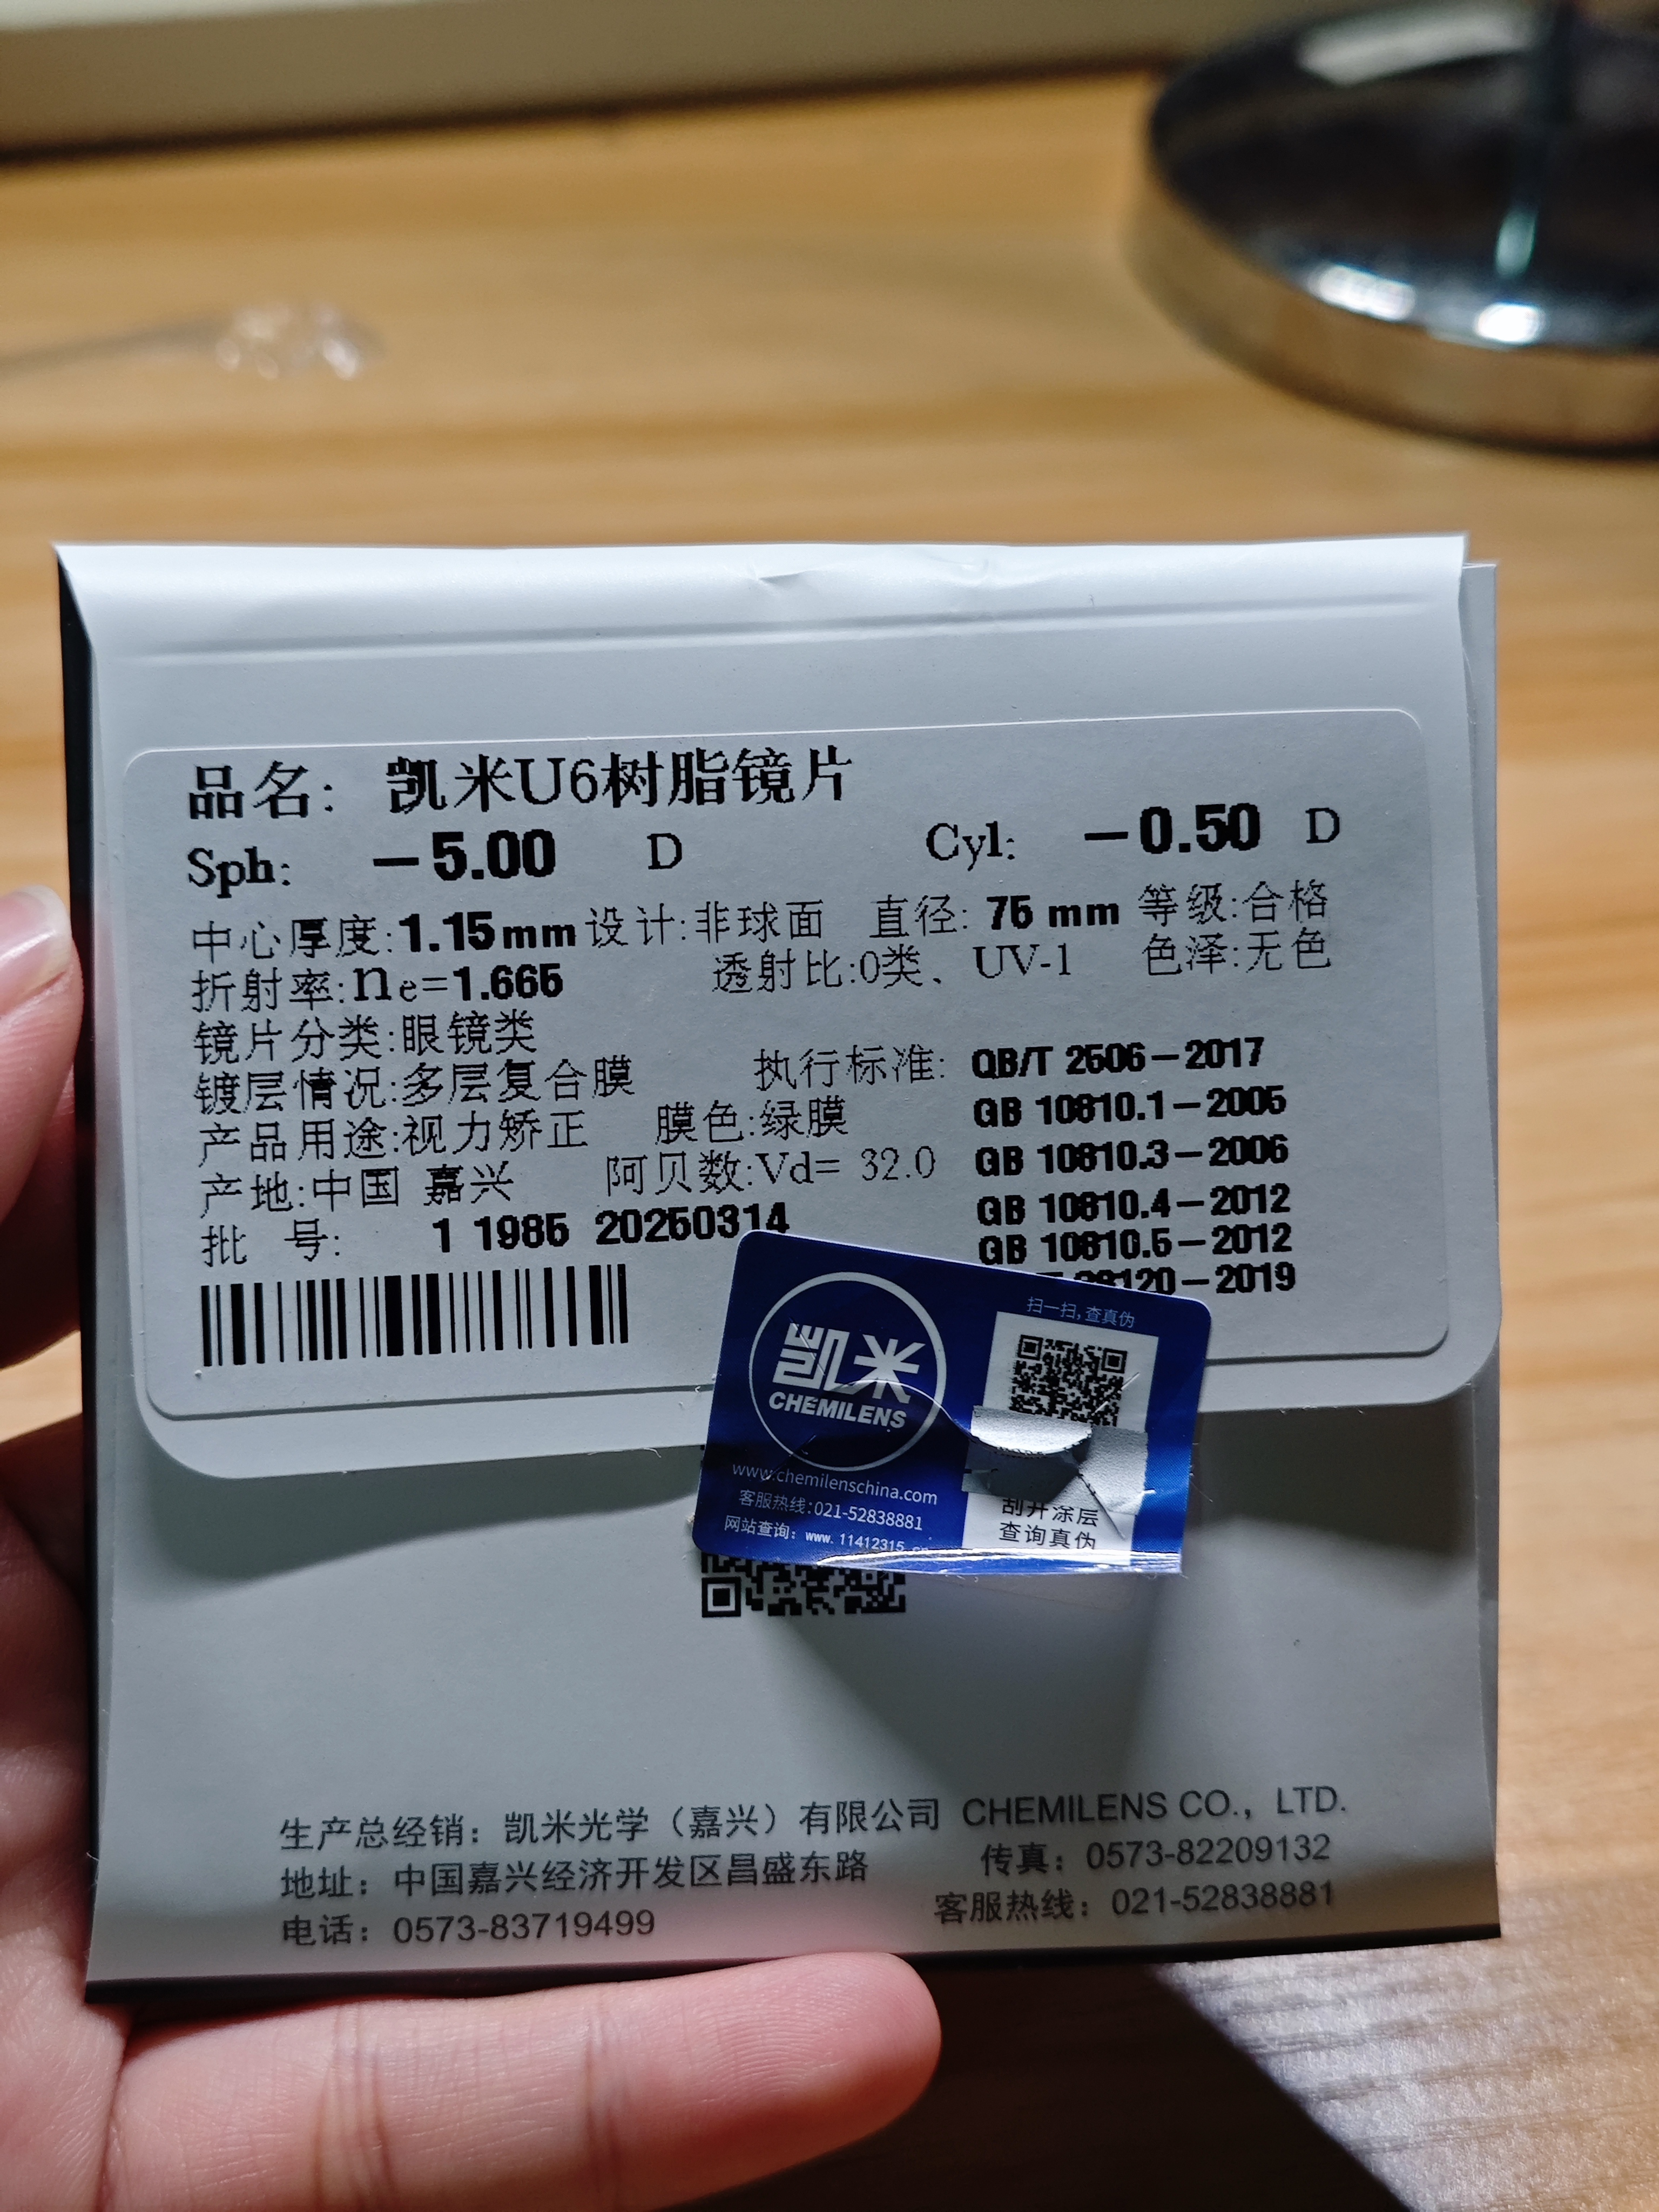 品名: 凯米U6树脂镜片
Sph: -5.00 D Cyl: -0.50 D
中心厚度:1.15mm 设计:非球面 直径: 75 mm 等级:合格
折射率:ne=1.665 透射比:0类、UV-1 色泽:无色
镜片分类:眼镜类
镀层情况:多层复合膜 执行标准: QB/T 2506-2017
产品用途:视力矫正 膜色:绿膜 GB 10810.1-2005
产地:中国 嘉兴 阿贝数:Vd= 32.0 GB 10810.3-2006
批 号: 1 1985 20250314 GB 10810.4-2012
GB 10810.5-2012
-2019
扫一扫,查真伪
凯米
CHEMILENS
www.chemilenschina.com
客服热线:021-52838881
网站查询: www.11412315.cn
刮开涂层
查询真伪
生产总经销: 凯米光学（嘉兴）有限公司 CHEMILENS CO., LTD.
地址: 中国嘉兴经济开发区昌盛东路 传真: 0573-82209132
电话: 0573-83719499 客服热线: 021-52838881